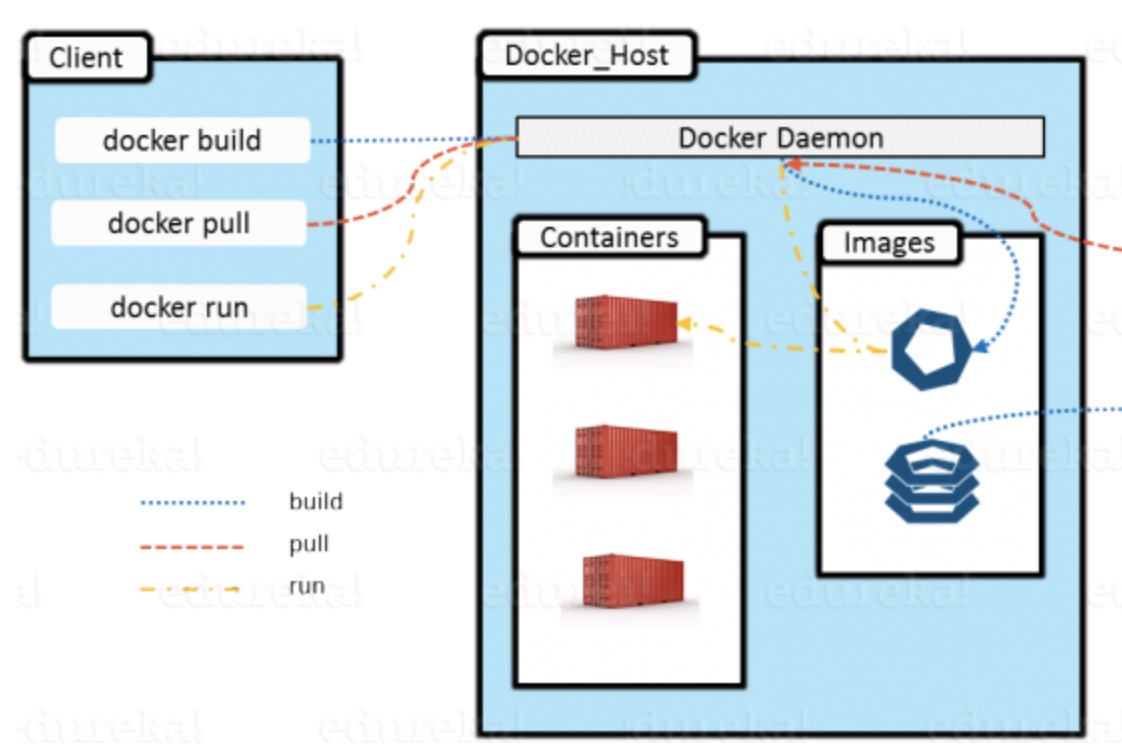 Client
docker build
docker pull
docker run
Docker_Host
Docker Daemon
Containers
Images
build
pull
run
edureka!